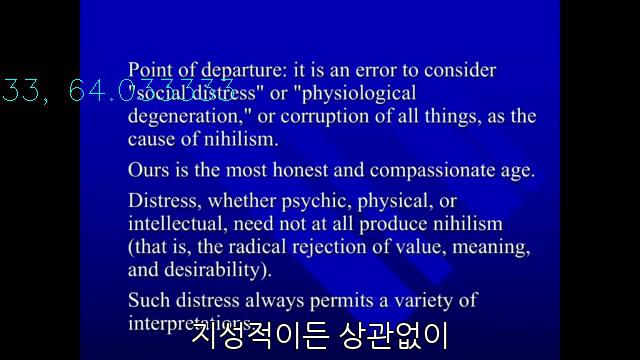 Point of departure: it is an error to consider
33, 64.033333
"social distress" or "physiological
degeneration," or corruption of all things, as the
cause of nihilism.
Ours is the most honest and compassionate age.
Distress, whether psychic, physical, or
intellectual, need not at all produce nihilism
(that is, the radical rejection of value, meaning,
and desirability).
Such distress always permits a variety of
interpretations.
지성적이든 상관없이